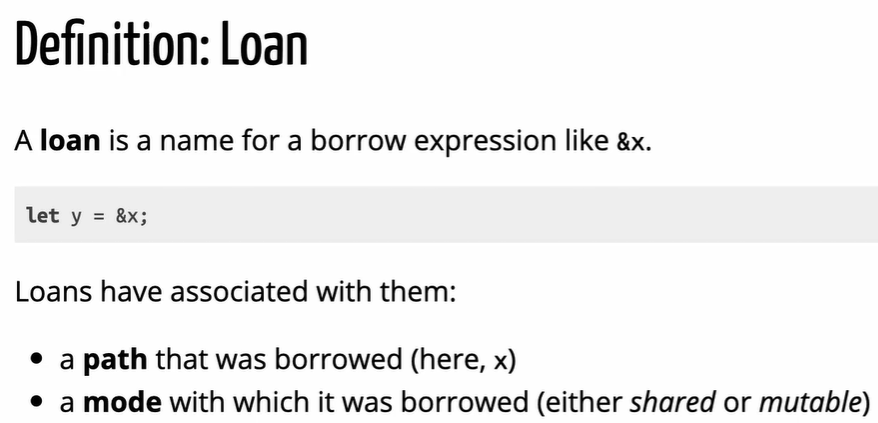 Definition: Loan
A loan is a name for a borrow expression like &x.
let y = &x;
Loans have associated with them:
• a path that was borrowed (here, x)
• a mode with which it was borrowed (either shared or mutable)